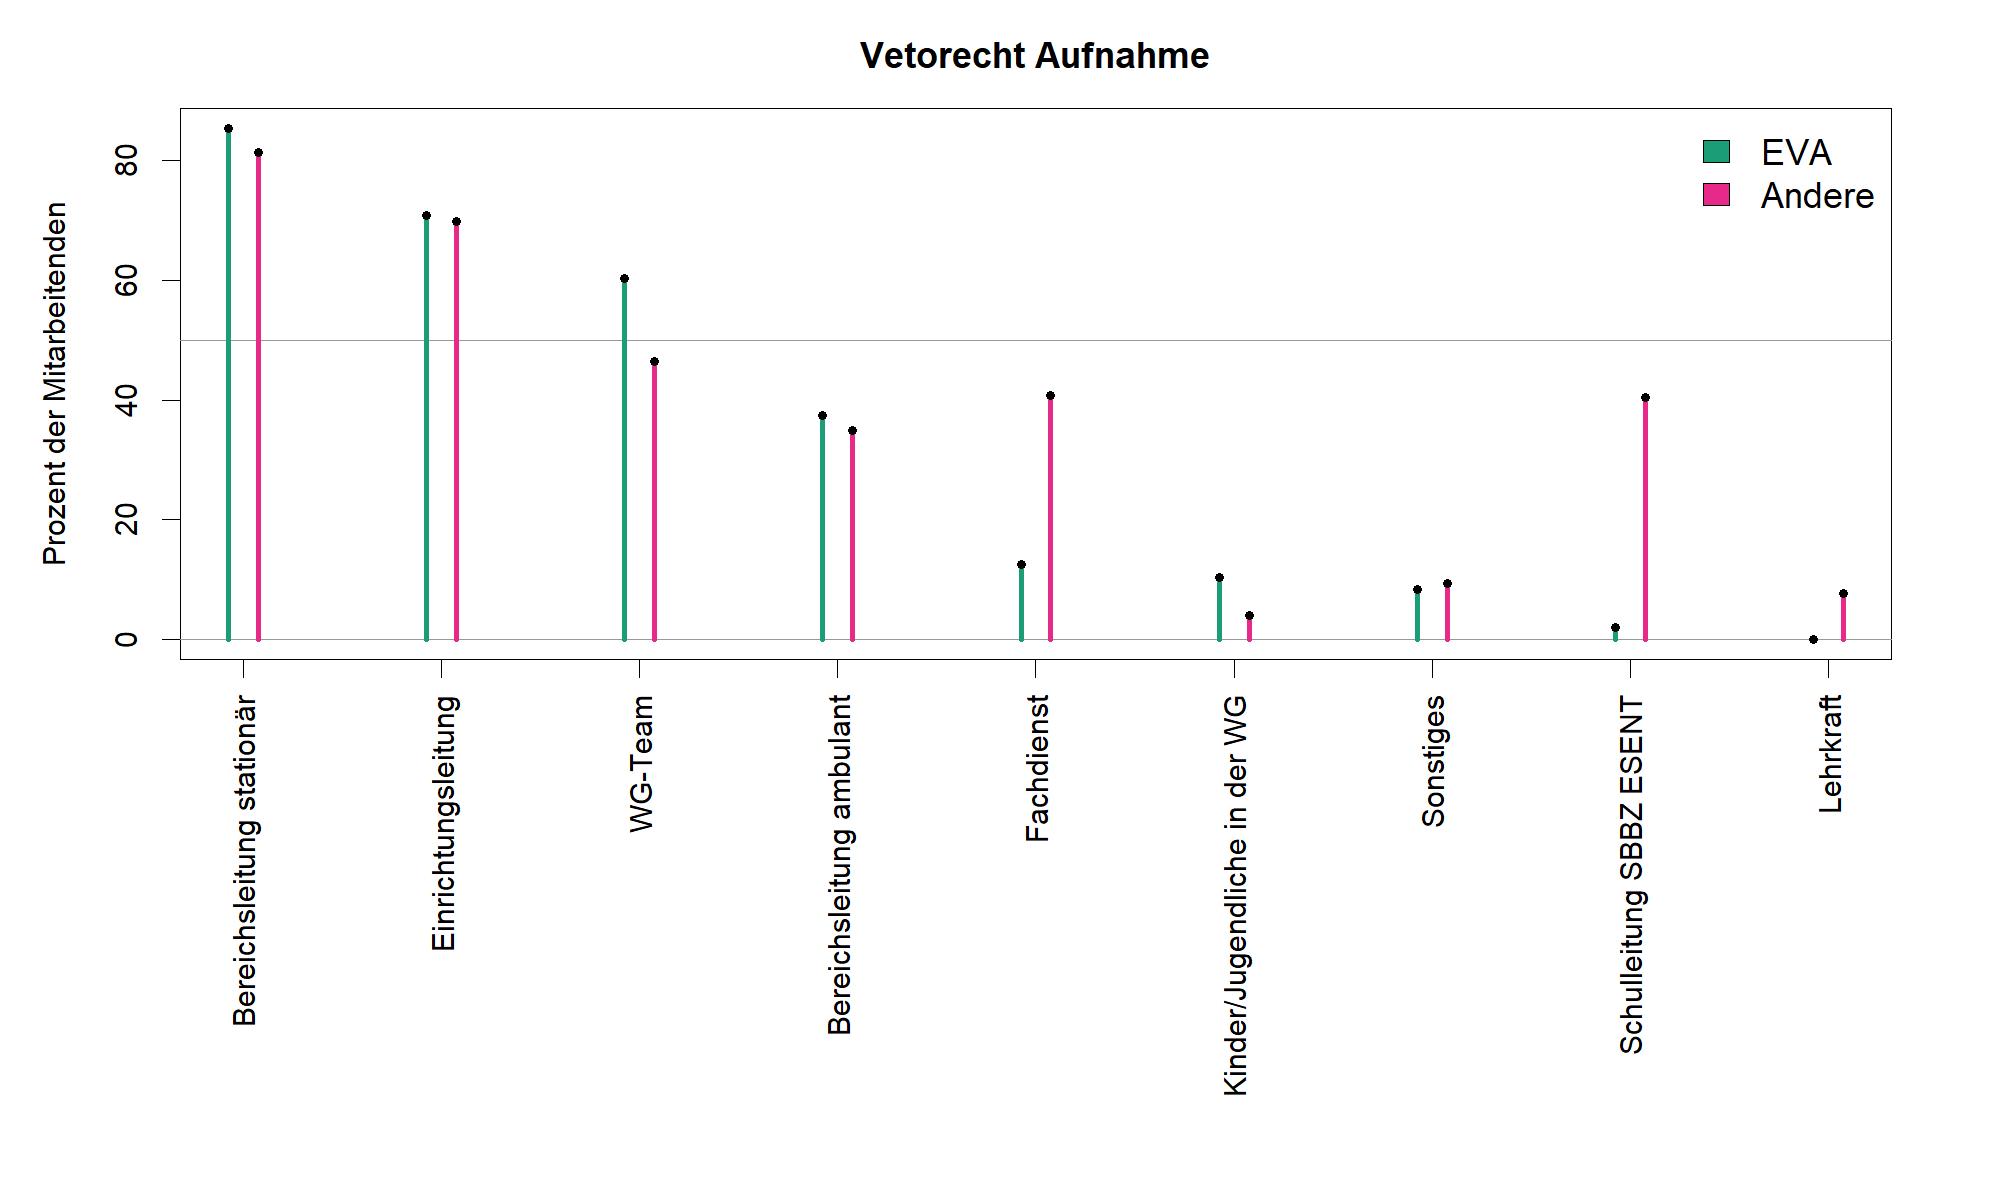 Vetorecht Aufnahme
EVA
Andere
Prozent der Mitarbeitenden
80
60
40
20
0
Bereichsleitung stationär
Einrichtungsleitung
WG-Team
Bereichsleitung ambulant
Fachdienst
Kinder/Jugendliche in der WG
Sonstiges
Schulleitung SBBZ ESENT
Lehrkraft